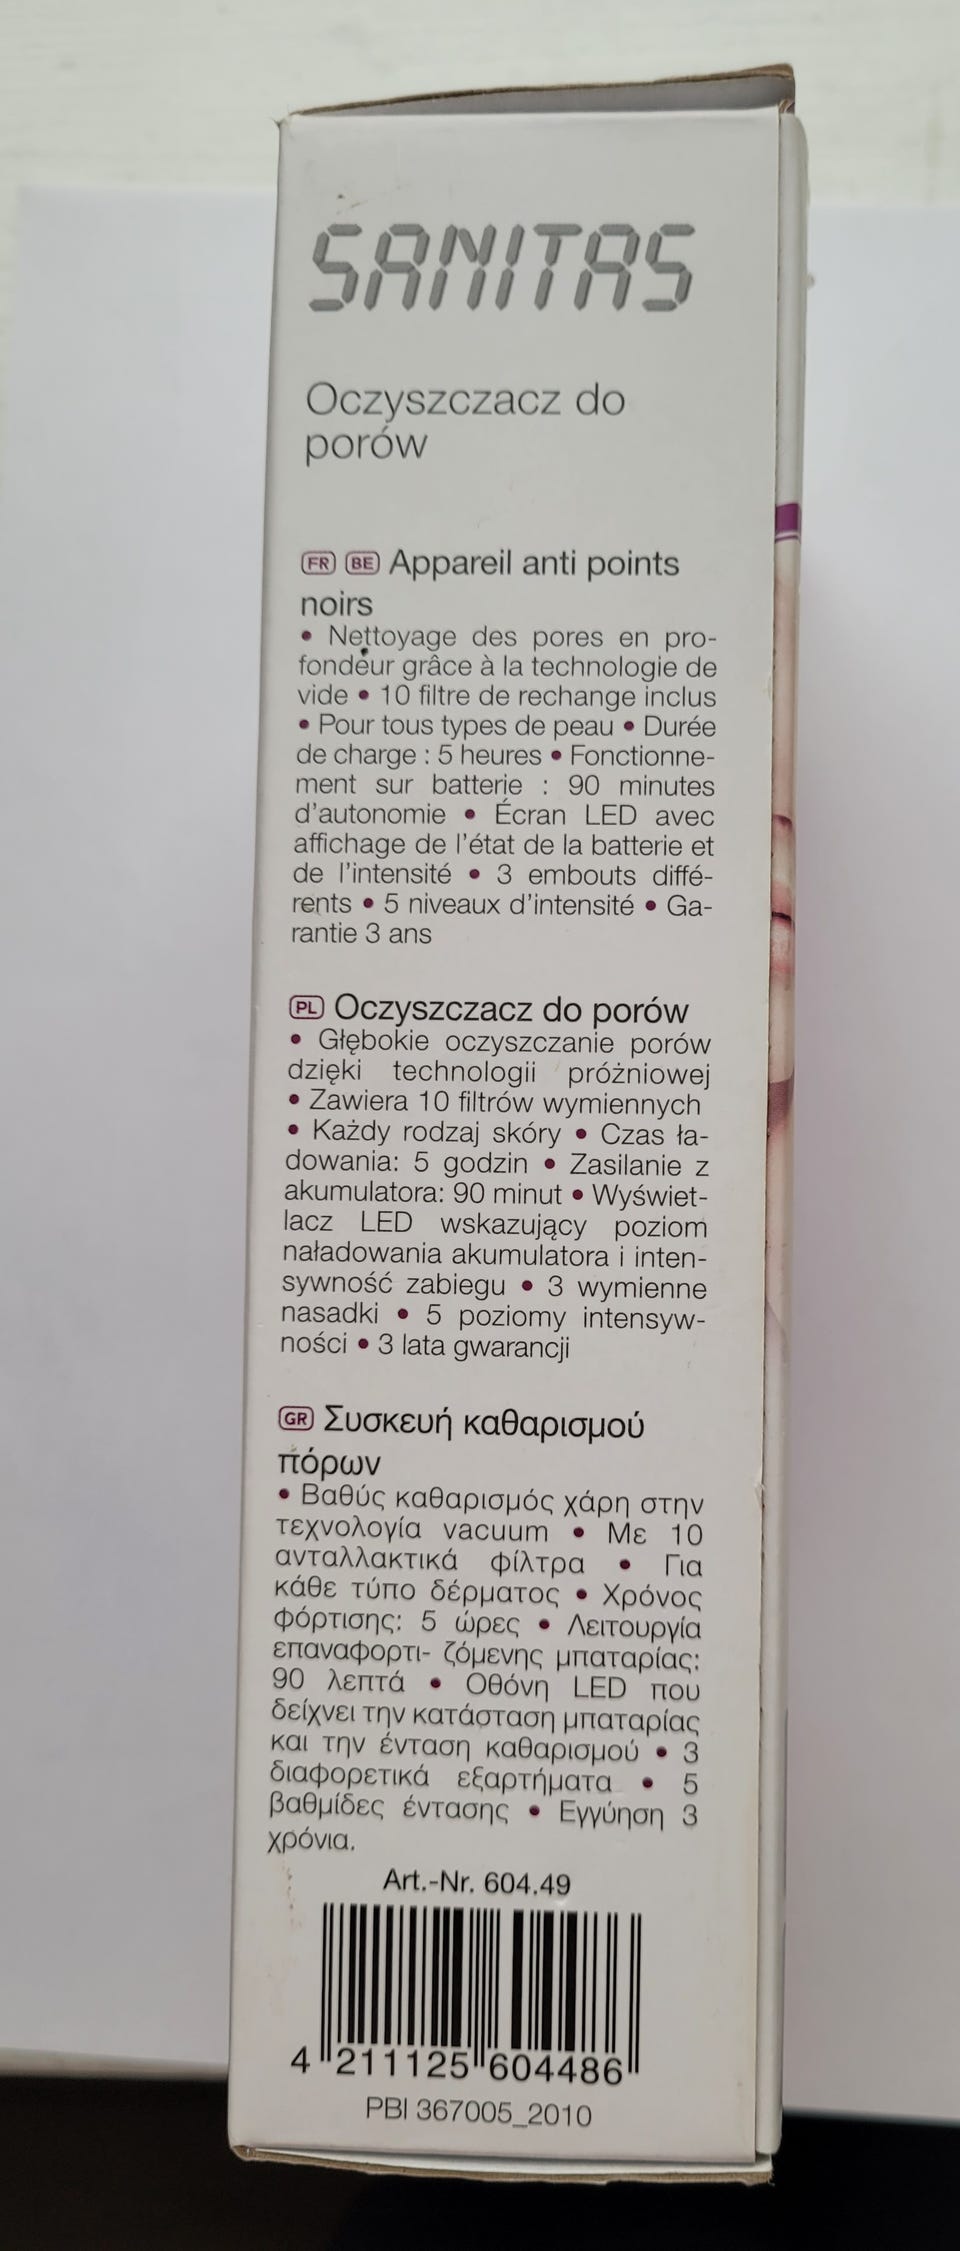 SANITAS
Oczyszczacz do
porów
FR BE Appareil anti points
noirs
• Nettoyage des pores en pro-
fondeur grâce à la technologie de
vide • 10 filtre de rechange inclus
• Pour tous types de peau • Durée
de charge : 5 heures • Fonctionne-
ment sur batterie : 90 minutes
d'autonomie • Écran LED avec
affichage de l'état de la batterie et
de l'intensité • 3 embouts diffé-
rents • 5 niveaux d'intensité • Ga-
rantie 3 ans
PL Oczyszczacz do porów
• Głębokie oczyszczanie porów
dzięki technologii próżniowej
• Zawiera 10 filtrów wymiennych
• Każdy rodzaj skóry • Czas ła-
dowania: 5 godzin • Zasilanie z
akumulatora: 90 minut • Wyświet-
lacz LED wskazujący poziom
naładowania akumulatora i inten-
sywność zabiegu • 3 wymienne
nasadki • 5 poziomy intensyw-
ności • 3 lata gwarancji
GR Συσκευή καθαρισμού
πόρων
• Βαθύς καθαρισμός χάρη στην
τεχνολογία vacuum • Με 10
ανταλλακτικά φίλτρα • Για
κάθε τύπο δέρματος • Χρόνος
φόρτισης: 5 ώρες • Λειτουργία
επαναφορτι- ζόμενης μπαταρίας:
90 λεπτά • Οθόνη LED που
δείχνει την κατάσταση μπαταρίας
και την ένταση καθαρισμού • 3
διαφορετικά εξαρτήματα • 5
βαθμίδες έντασης • Εγγύηση 3
χρόνια.
Art.-Nr. 604.49
4 211125 604486
PBI 367005_2010